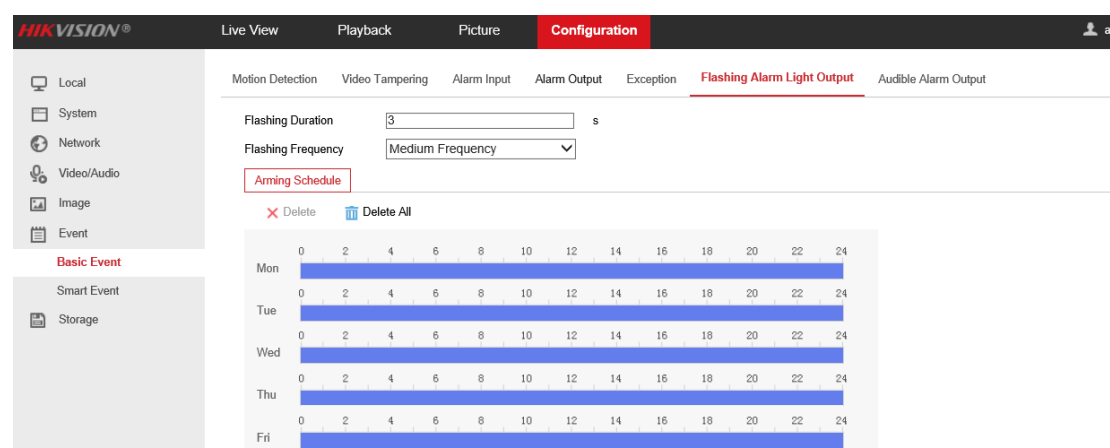 HIKVISION®
Live View Playback Picture Configuration a
Local
System
Network
Video/Audio
Image
Event
Basic Event
Smart Event
Storage
Motion Detection Video Tampering Alarm Input Alarm Output Exception Flashing Alarm Light Output Audible Alarm Output
Flashing Duration 3 s
Flashing Frequency Medium Frequency
Arming Schedule
Delete Delete All
0 2 4 6 8 10 12 14 16 18 20 22 24
Mon
0 2 4 6 8 10 12 14 16 18 20 22 24
Tue
0 2 4 6 8 10 12 14 16 18 20 22 24
Wed
0 2 4 6 8 10 12 14 16 18 20 22 24
Thu
0 2 4 6 8 10 12 14 16 18 20 22 24
Fri